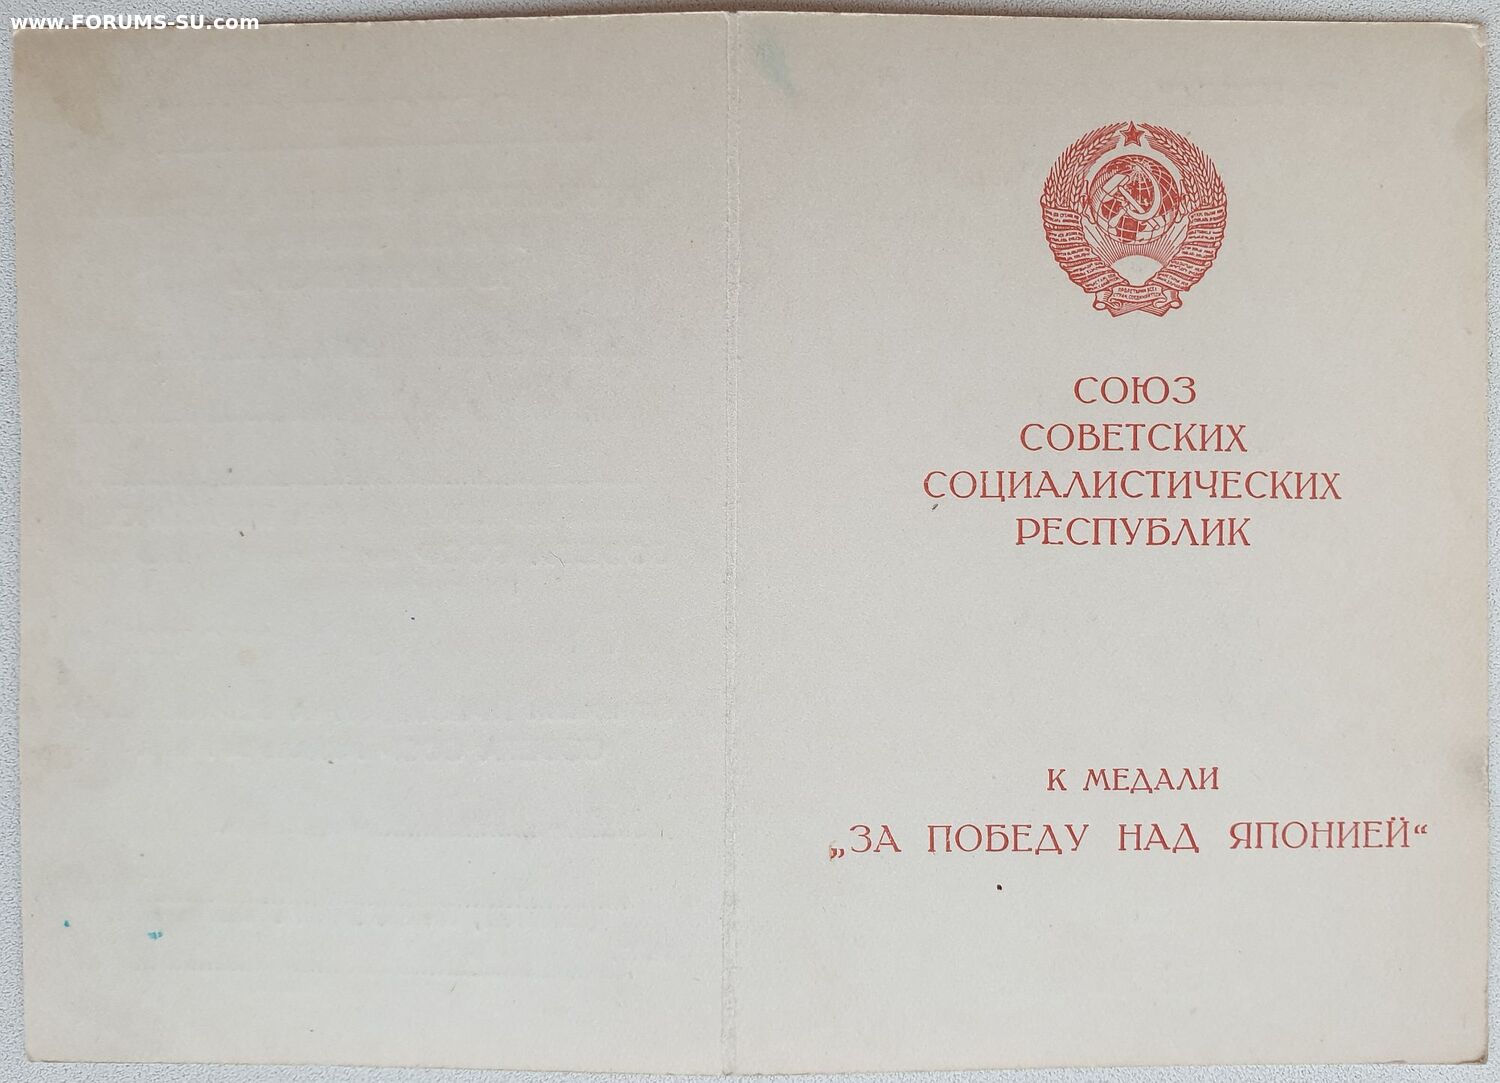 www.FORUMS-SU.com
СОЮЗ
СОВЕТСКИХ
СОЦИАЛИСТИЧЕСКИХ
РЕСПУБЛИК
К МЕДАЛИ
„ЗА ПОБЕДУ НАД ЯПОНИЕЙ“